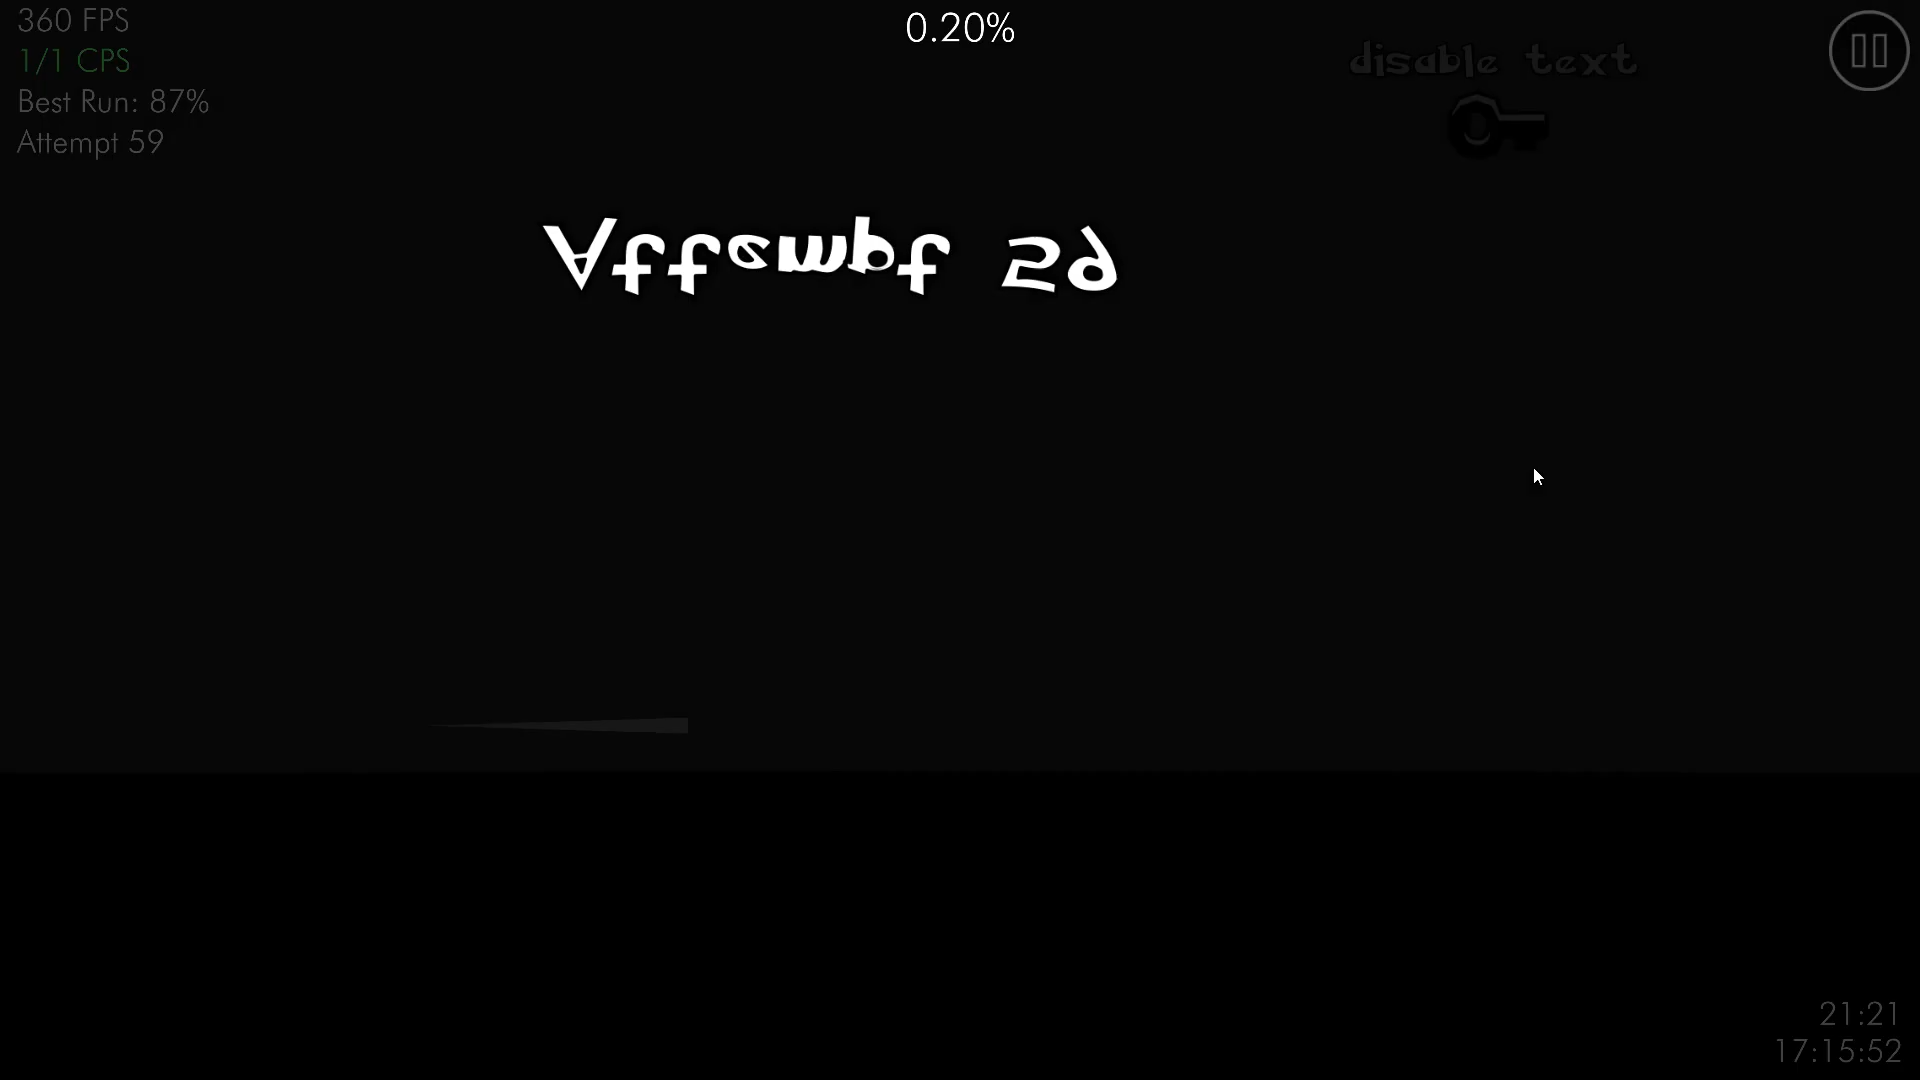 360 FPS
1/1 CPS
Best Run: 87%
Attempt 59
0.20%
disable text
Attempt 59
21:21
17:15:52